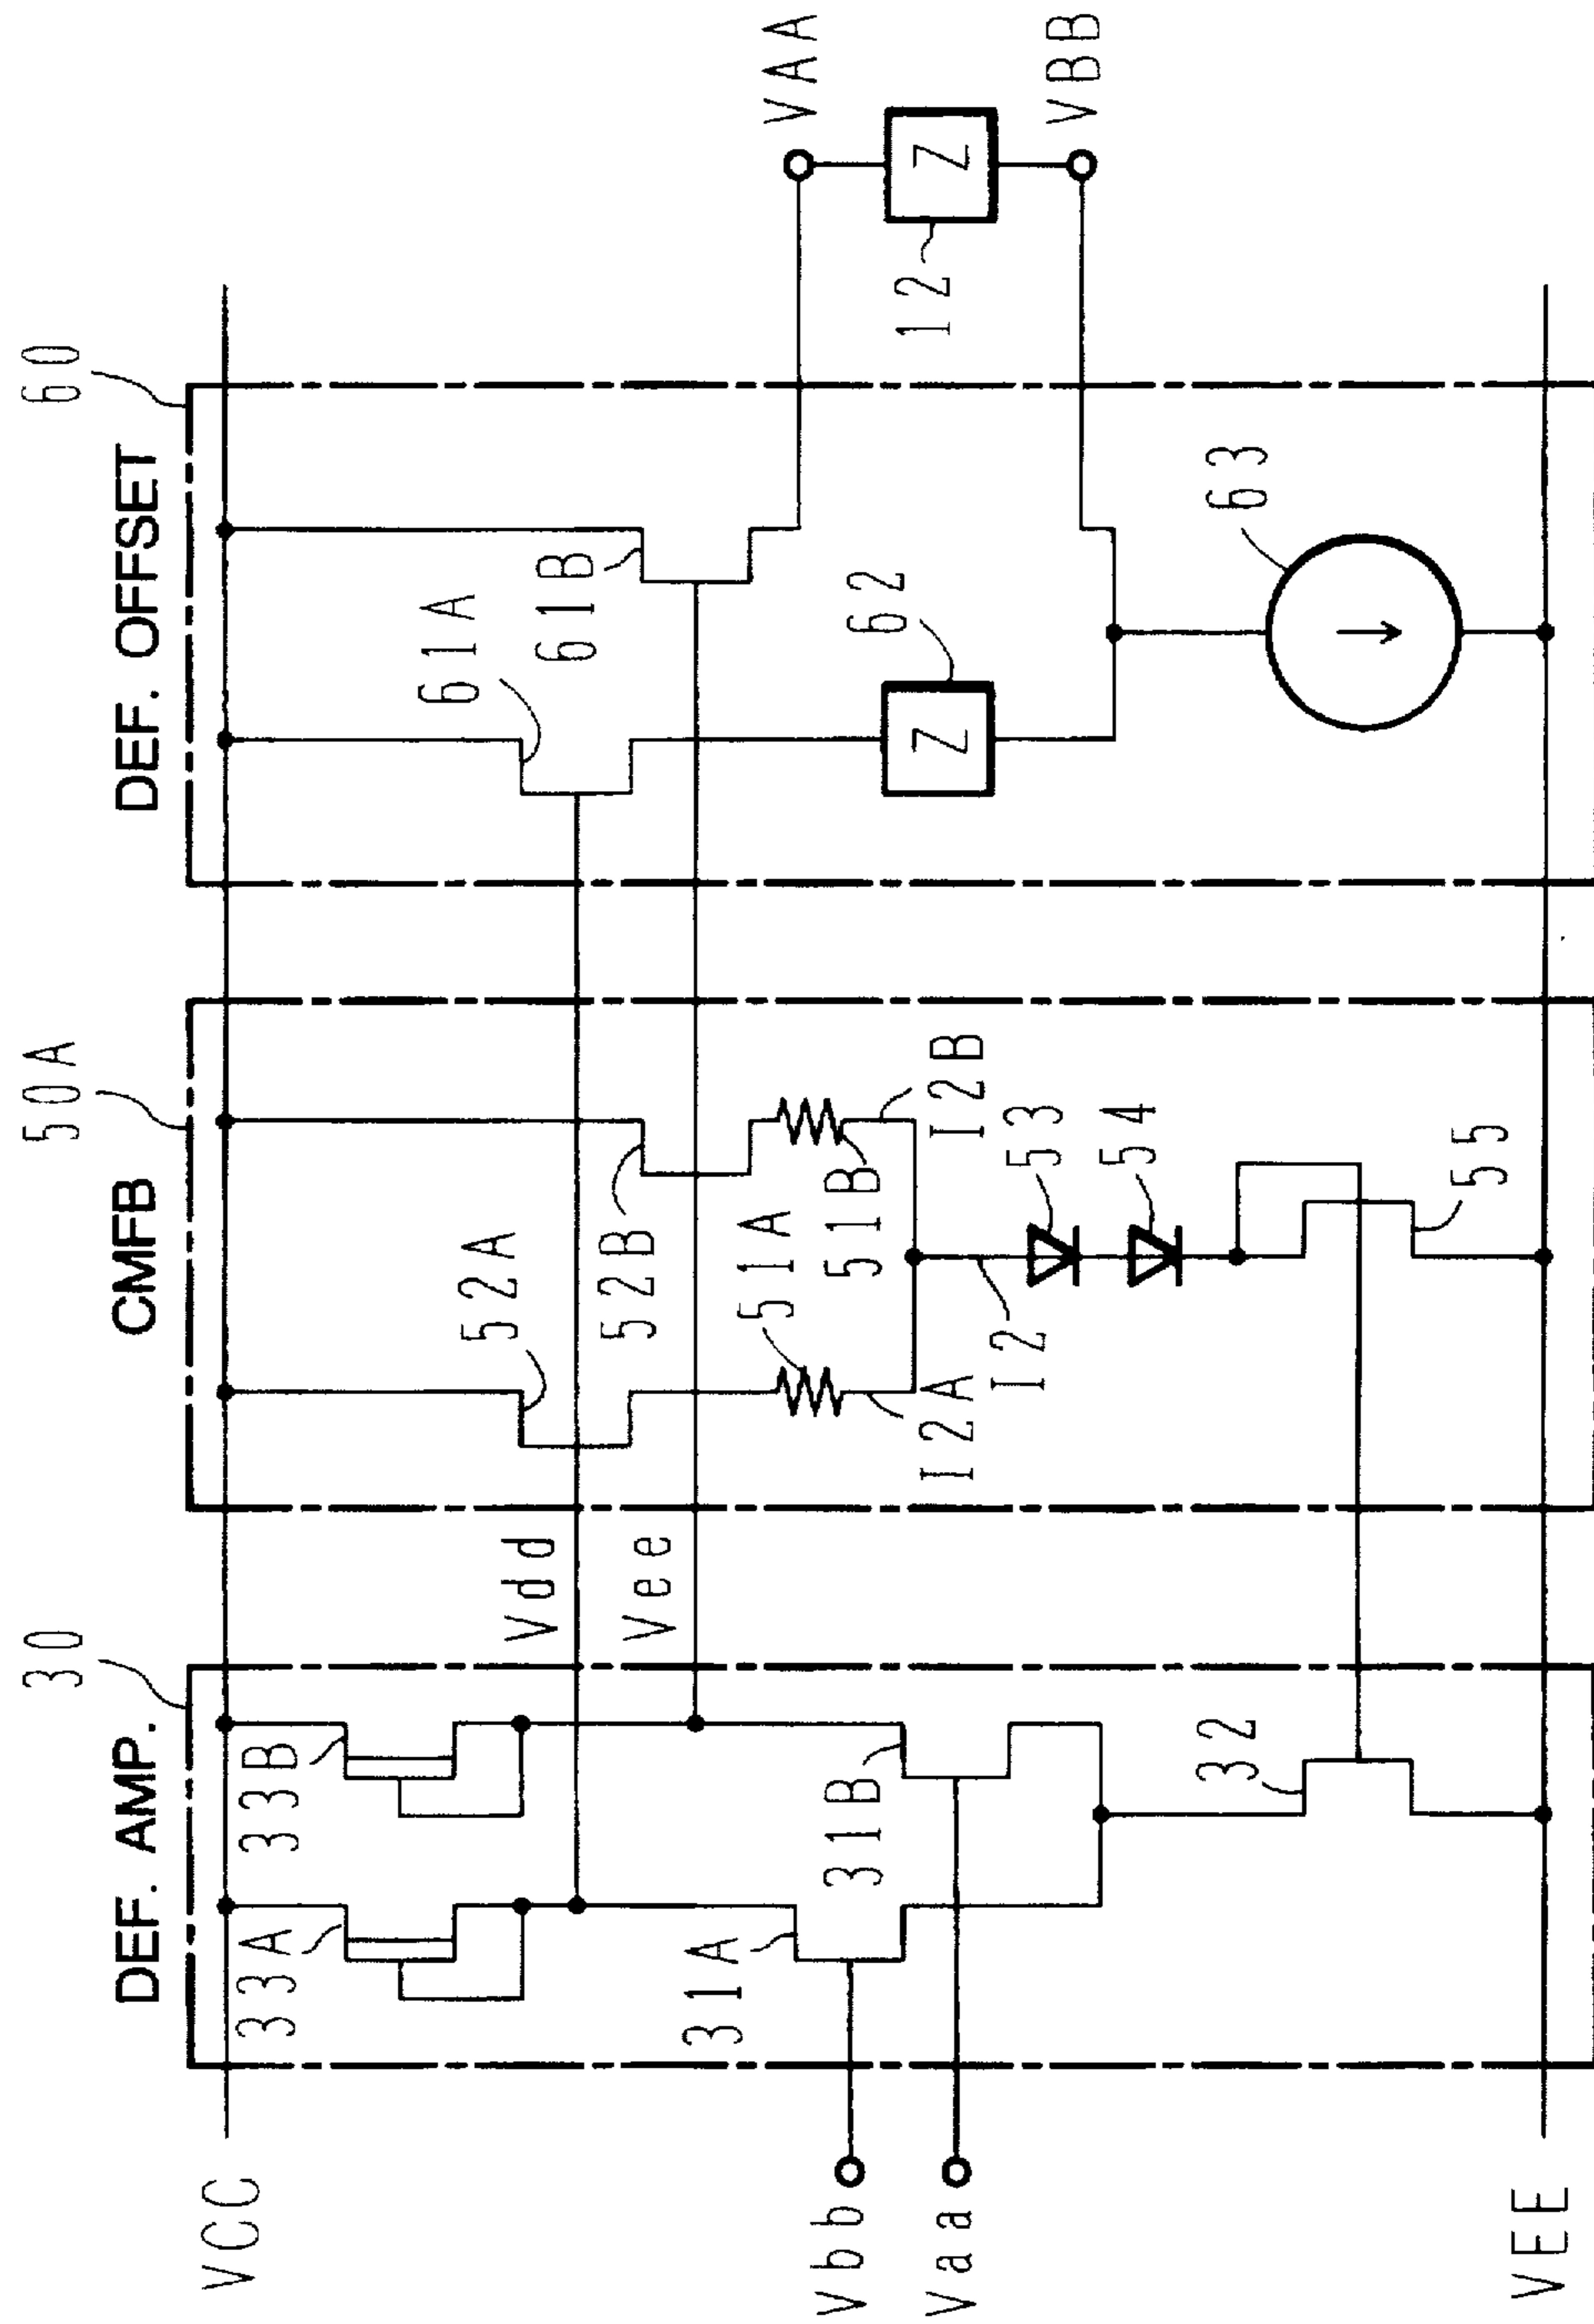 DEF. AMP.
30
CMFB
50A
DEF. OFFSET
60
VCC
33A
33B
Vdd
Vee
52A
52B
61A
61B
VAA
31A
31B
51A
51B
I2A
I2B
62
Z
12
Z
VBB
Vbb
Vaa
I2
53
54
32
55
63
VEE